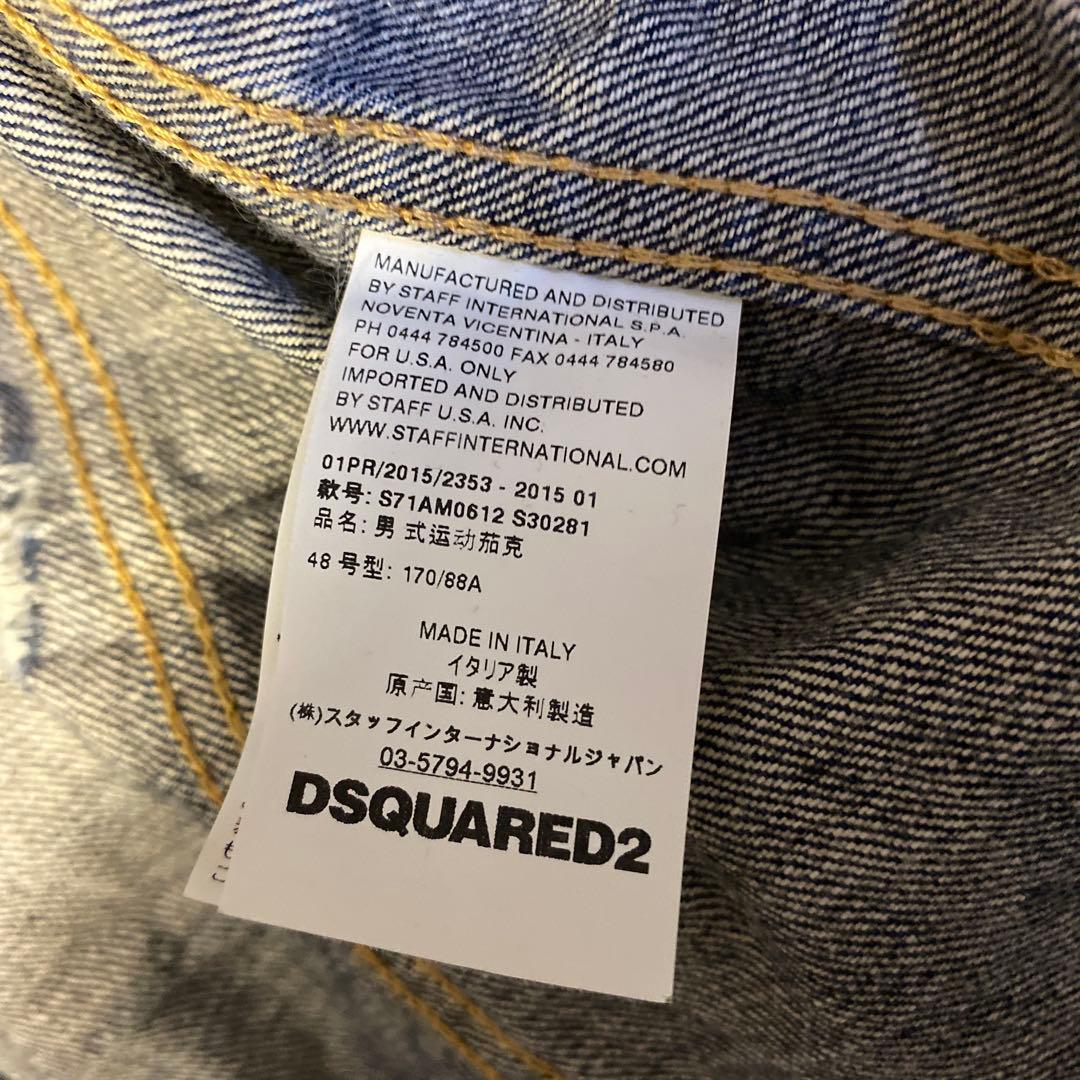 MANUFACTURED AND DISTRIBUTED
BY STAFF INTERNATIONAL S.P.A.
NOVENTA VICENTINA - ITALY
PH 0444 784500 FAX 0444 784580
FOR U.S.A. ONLY
IMPORTED AND DISTRIBUTED
BY STAFF U.S.A. INC.
WWW.STAFFINTERNATIONAL.COM
01PR/2015/2353 - 2015 01
款号: S71AM0612 S30281
品名: 男 式运动茄克
48 号型: 170/88A
MADE IN ITALY
イタリア製
原产国: 意大利製造
(株)スタッフインターナショナルジャパン
03-5794-9931
DSQUARED2
も
こ